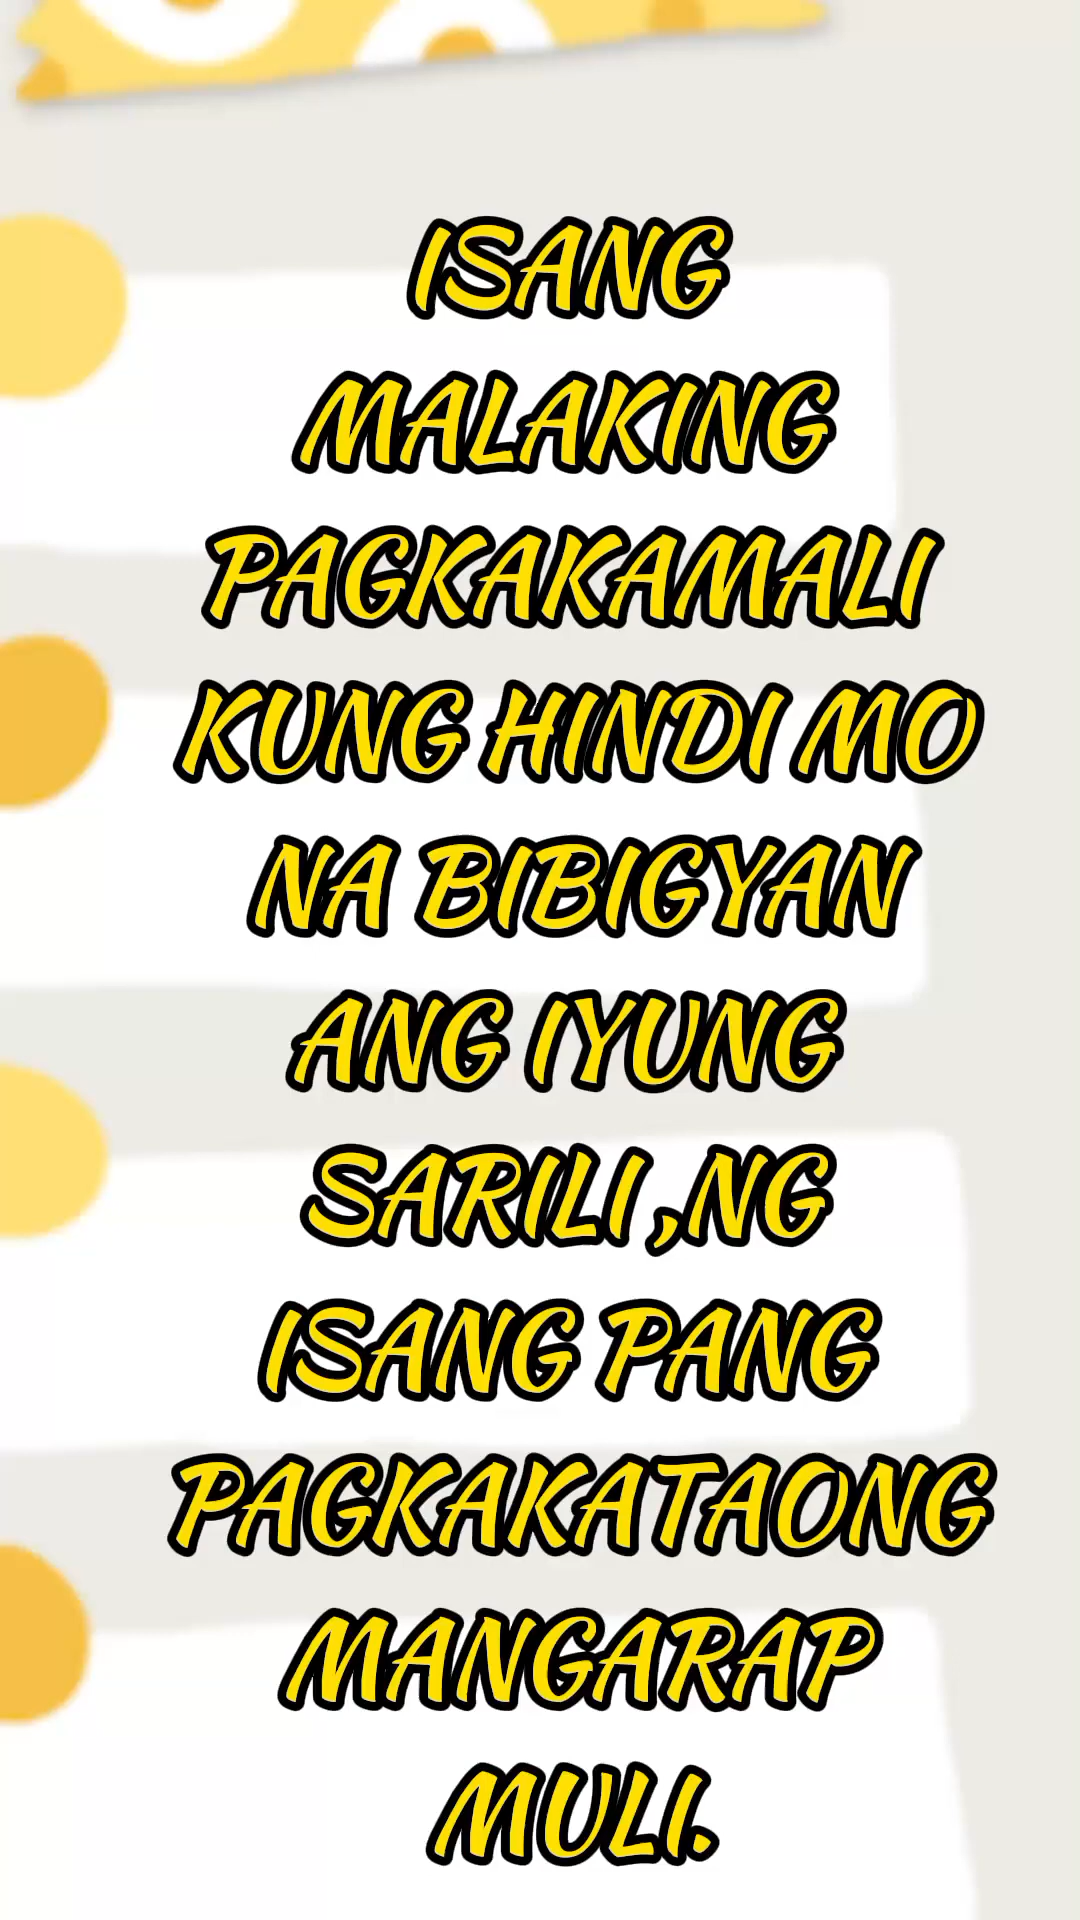 ISANG
MALAKING
PAGKAKAMALI
KUNG HINDI MO
NA BIBIGYAN
ANG IYUNG
SARILI ,NG
ISANG PANG
PAGKAKATAONG
MANGARAP
MULI.